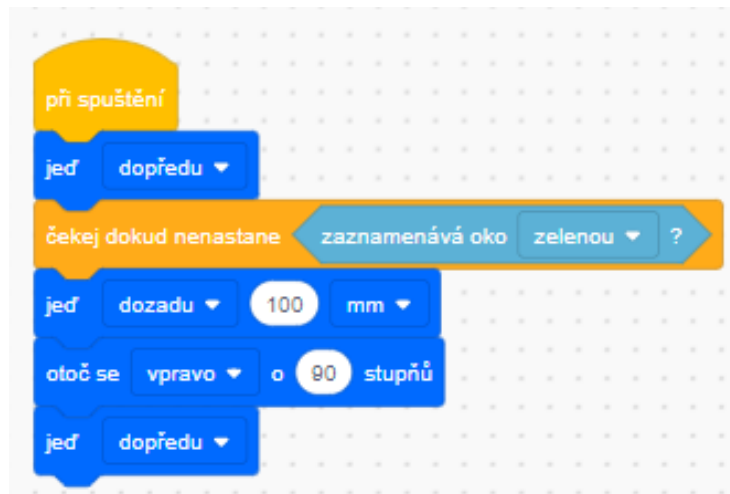 při spuštění
jeď dopředu
čekej dokud nenastane zaznamenává oko zelenou ?
jeď dozadu 100 mm
otoč se vpravo o 90 stupňů
jeď dopředu